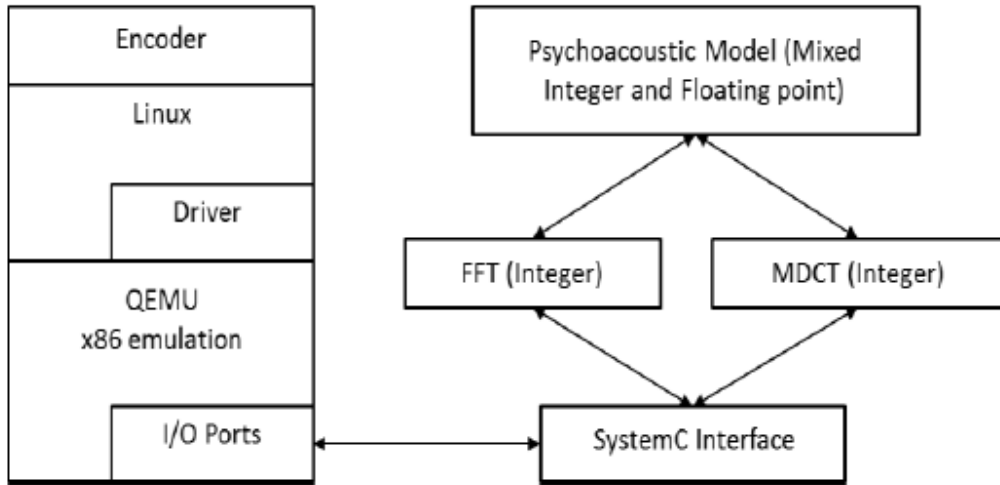 Encoder
Linux
Driver
QEMU
x86 emulation
I/O Ports
Psychoacoustic Model (Mixed
Integer and Floating point)
FFT (Integer)
MDCT (Integer)
SystemC Interface